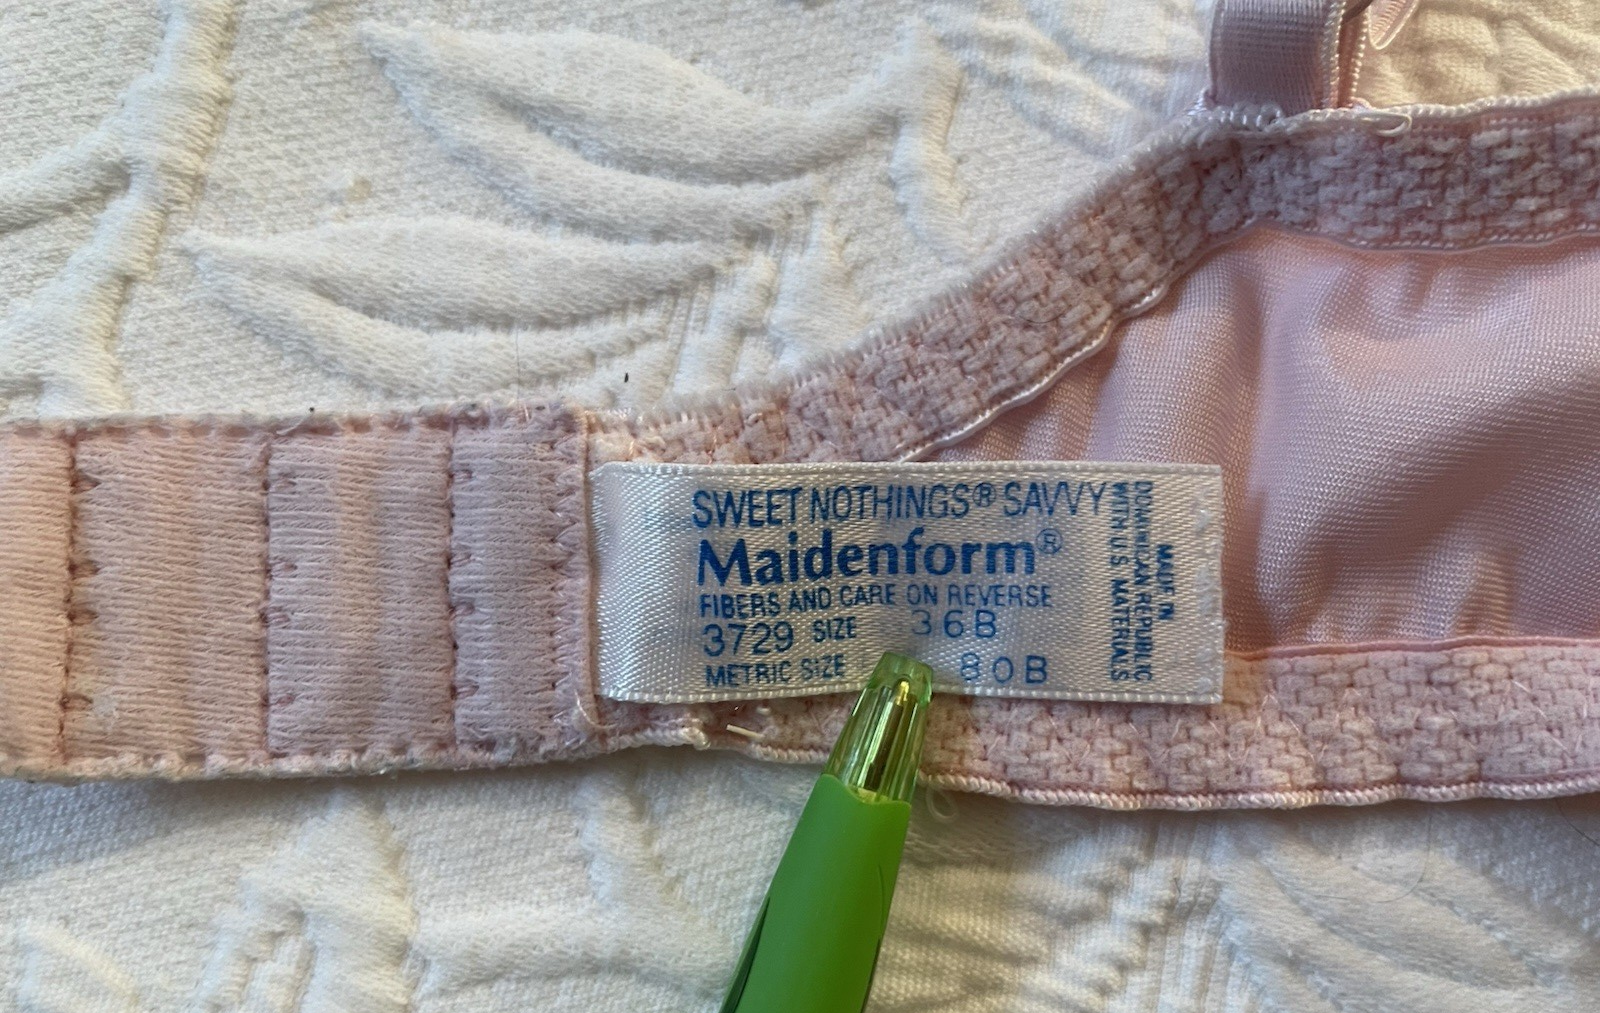 SWEET NOTHINGS® SAVVY
Maidenform®
FIBERS AND CARE ON REVERSE
3729 SIZE 36B
METRIC SIZE 80B
MADE IN
DOMINICAN REPUBLIC
WITH U.S. MATERIALS